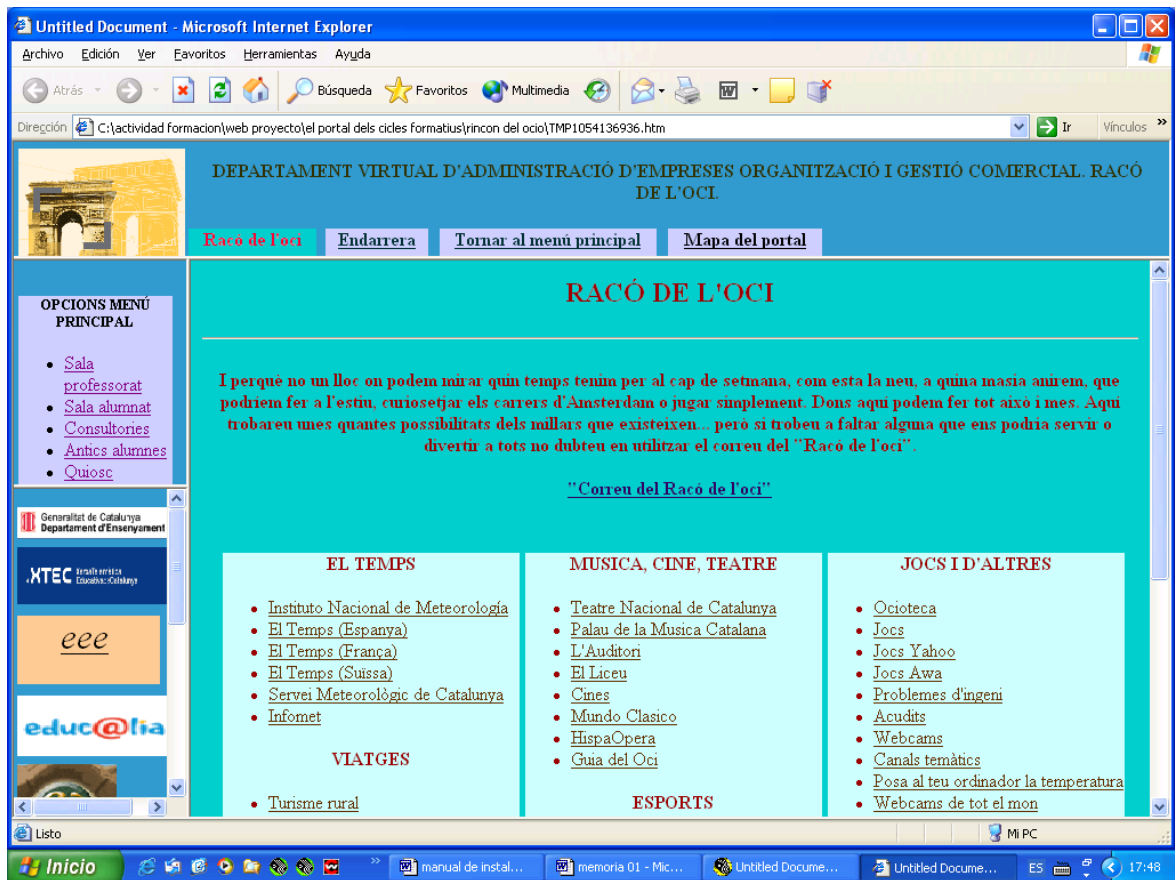 Untitled Document - Microsoft Internet Explorer
Archivo Edición Ver Favoritos Herramientas Ayuda
Atrás Búsqueda Favoritos Multimedia
Dirección C:\actividad formacion\web proyecto\el portal dels cicles formatius\rincon del ocio\TMP1054136936.htm Ir Vínculos »
DEPARTAMENT VIRTUAL D'ADMINISTRACIÓ D'EMPRESES ORGANITZACIÓ I GESTIÓ COMERCIAL. RACÓ
DE L'OCI.
Racó de l'oci Endarrera Tornar al menú principal Mapa del portal
OPCIONS MENÚ
PRINCIPAL
Sala
professorat
Sala alumnat
Consultories
Antics alumnes
Quiosc
Generalitat de Catalunya
Departament d'Ensenyament
XTEC
eee
educ@lia
RACÓ DE L'OCI
I perquè no un lloc on podem mirar quin temps tenim per al cap de setmana, com esta la neu, a quina masia anirem, que
podríem fer a l'estiu, curiosetjar els carrers d'Amsterdam o jugar simplement. Dons aquí podem fer tot això i mes. Aquí
trobareu unes quantes possibilitats dels millars que existeixen... però si trobeu a faltar alguna que ens podría servir o
divertir a tots no dubteu en utilitzar el correu del "Racó de l'oci".
"Correu del Racó de l'oci"
EL TEMPS
Instituto Nacional de Meteorología
El Temps (Espanya)
El Temps (França)
El Temps (Suïssa)
Servei Meteorològic de Catalunya
Infomet
VIATGES
Turisme rural
MUSICA, CINE, TEATRE
Teatre Nacional de Catalunya
Palau de la Musica Catalana
L'Auditori
El Liceu
Cines
Mundo Clasico
HispaOpera
Guia del Oci
ESPORTS
JOCS I D'ALTRES
Ocioteca
Jocs
Jocs Yahoo
Jocs Awa
Problemes d'ingeni
Acudits
Webcams
Canals temàtics
Posa al teu ordinador la temperatura
Webcams de tot el mon
Listo Mi PC
Inicio » manual de instal... memoria 01 - Mic... Untitled Docume... Untitled Docume... ES 17:48